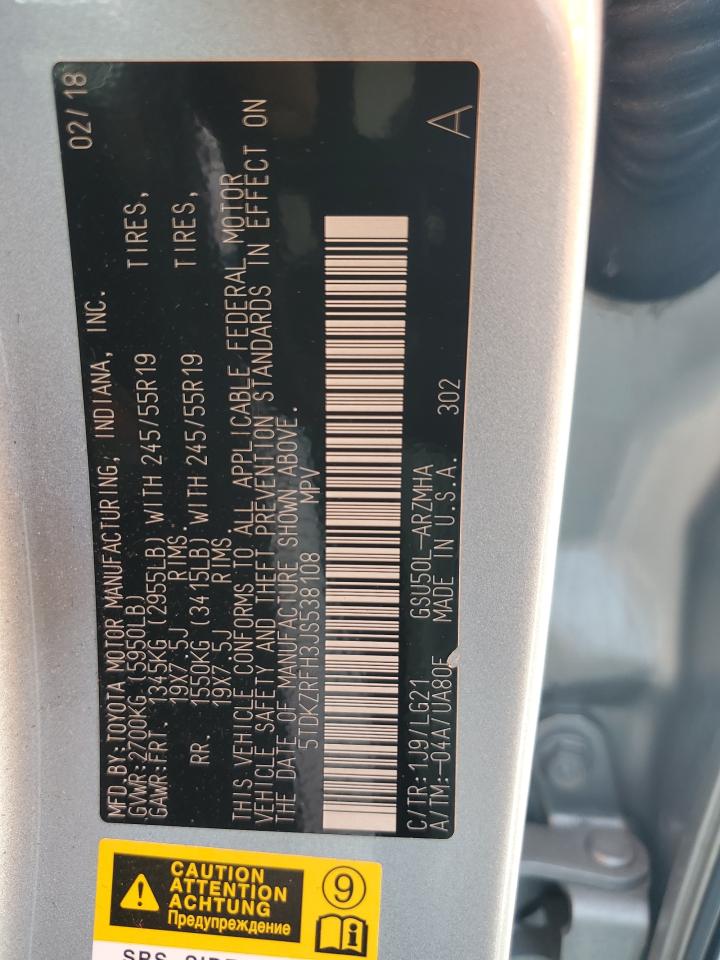 02/18
MFD BY:TOYOTA MOTOR MANUFACTURING, INDIANA, INC.
GVWR:2700KG(5950LB)
GAWR:FRT. 1345KG (2955LB) WITH 245/55R19 TIRES,
19X7.5J RIMS.
RR. 1550KG (3415LB) WITH 245/55R19 TIRES,
19X7.5J RIMS.
THIS VEHICLE CONFORMS TO ALL APPLICABLE FEDERAL MOTOR
VEHICLE SAFETY AND THEFT PREVENTION STANDARDS IN EFFECT ON
THE DATE OF MANUFACTURE SHOWN ABOVE.
5TDKZRFH3JS538108 MPV
A
C/TR:1J9/LG21 GSU50L-ARZMHA
A/TM:-04A/UA80F MADE IN U.S.A. 302
CAUTION
ATTENTION
ACHTUNG
Предупреждение
9
i